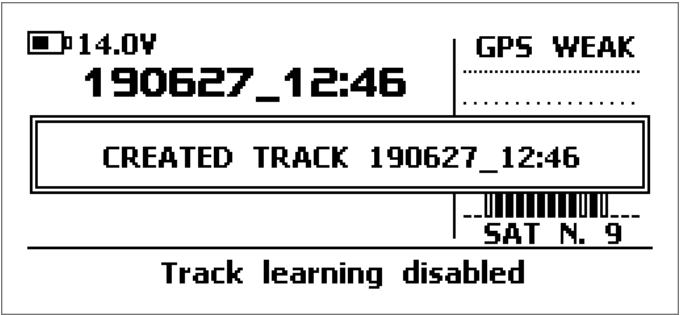 14.0V
GPS WEAK
190627_12:46
CREATED TRACK 190627_12:46
SAT N. 9
Track learning disabled